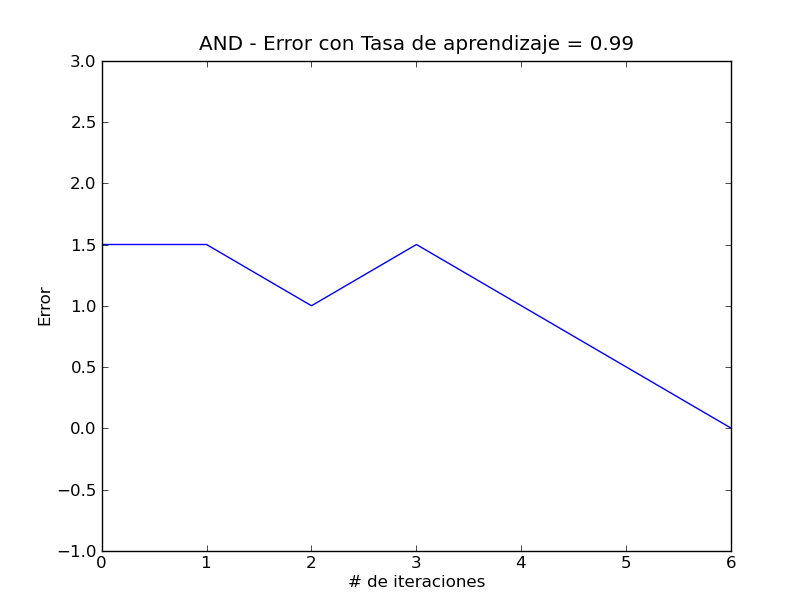 AND - Error con Tasa de aprendizaje = 0.99
3.0
2.5
2.0
1.5
1.0
0.5
0.0
−0.5
−1.0
Error
0 1 2 3 4 5 6
# de iteraciones